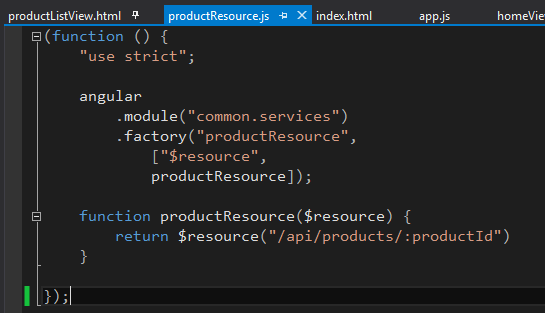 productListView.html productResource.js index.html app.js homeVie
(function () {
"use strict";
angular
.module("common.services")
.factory("productResource",
["$resource",
productResource]);
function productResource($resource) {
return $resource("/api/products/:productId")
}
});